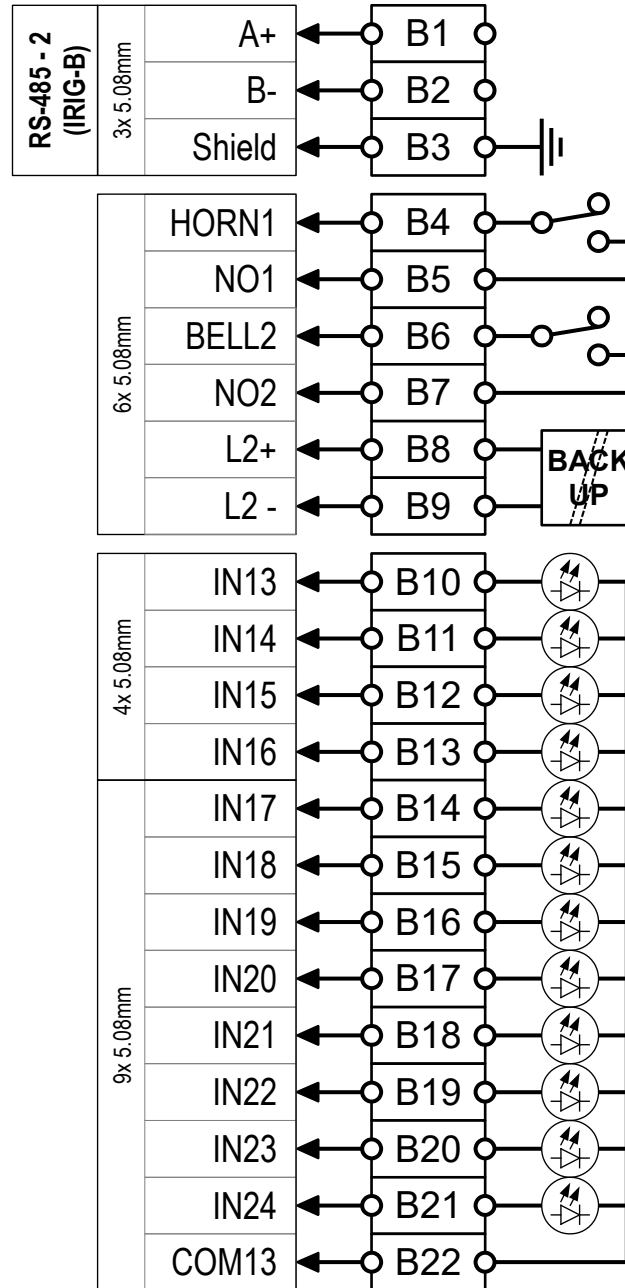 RS-485 - 2
(IRIG-B)
3x 5.08mm
A+ B1
B- B2
Shield B3
6x 5.08mm
HORN1 B4
NO1 B5
BELL2 B6
NO2 B7
L2+ B8
L2 - B9
BACK
UP
4x 5.08mm
IN13 B10
IN14 B11
IN15 B12
IN16 B13
9x 5.08mm
IN17 B14
IN18 B15
IN19 B16
IN20 B17
IN21 B18
IN22 B19
IN23 B20
IN24 B21
COM13 B22